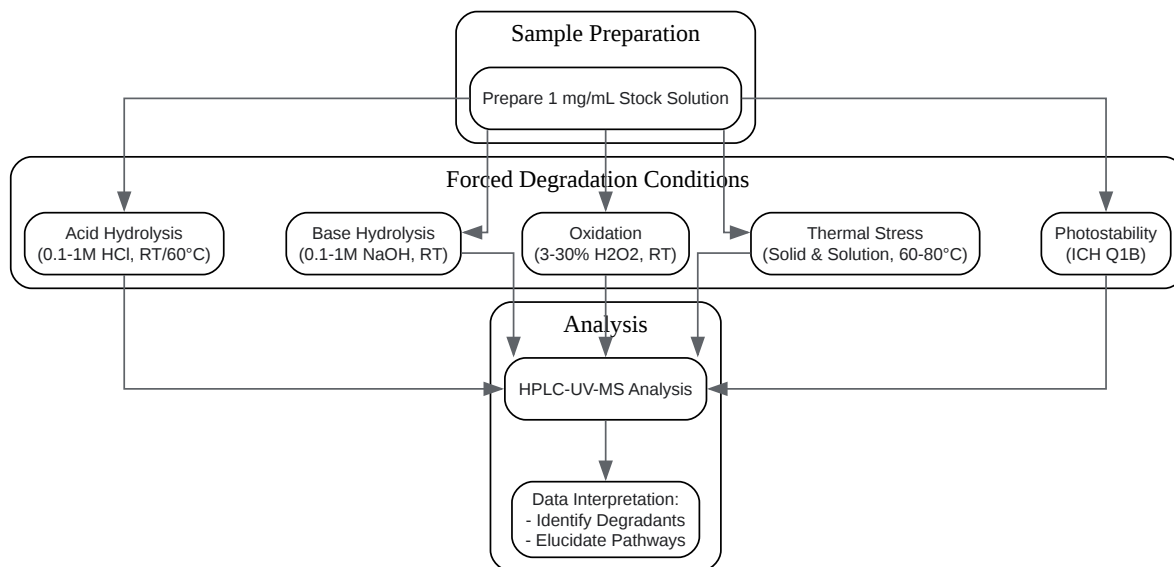 Sample Preparation
Prepare 1 mg/mL Stock Solution
Forced Degradation Conditions
Acid Hydrolysis
(0.1-1M HCl, RT/60°C)
Base Hydrolysis
(0.1-1M NaOH, RT)
Oxidation
(3-30% H2O2, RT)
Thermal Stress
(Solid & Solution, 60-80°C)
Photostability
(ICH Q1B)
Analysis
HPLC-UV-MS Analysis
Data Interpretation:
- Identify Degradants
- Elucidate Pathways